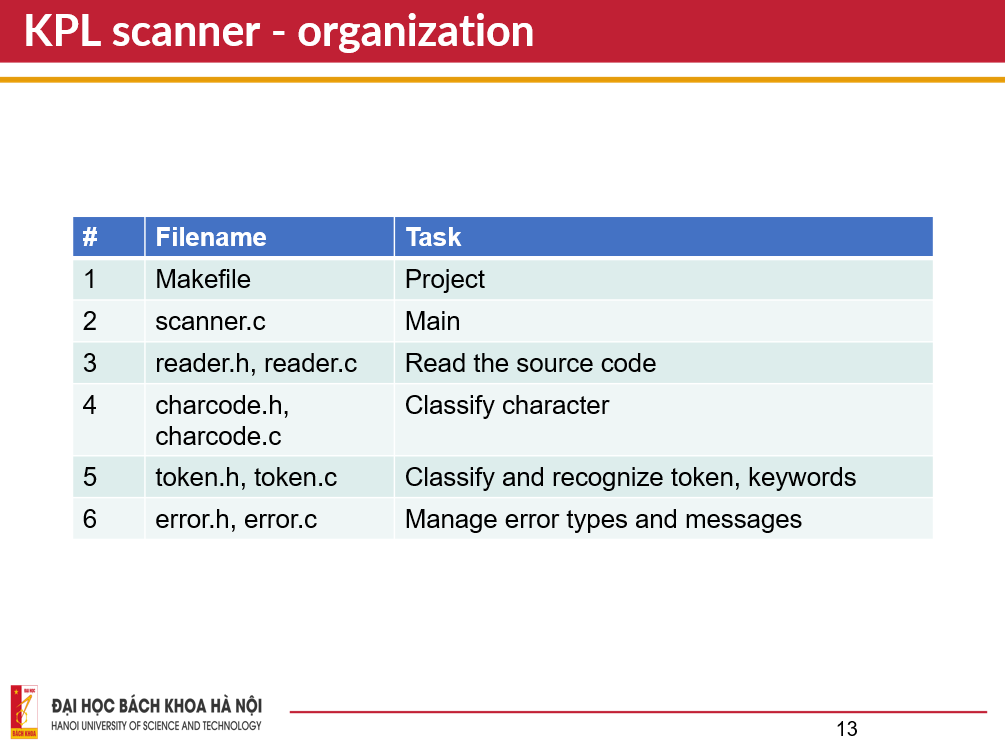 KPL scanner - organization
# Filename Task
1 Makefile Project
2 scanner.c Main
3 reader.h, reader.c Read the source code
4 charcode.h, Classify character
charcode.c
5 token.h, token.c Classify and recognize token, keywords
6 error.h, error.c Manage error types and messages
ĐẠI HỌC BÁCH KHOA HÀ NỘI
HANOI UNIVERSITY OF SCIENCE AND TECHNOLOGY
BÁCH KHOA
13